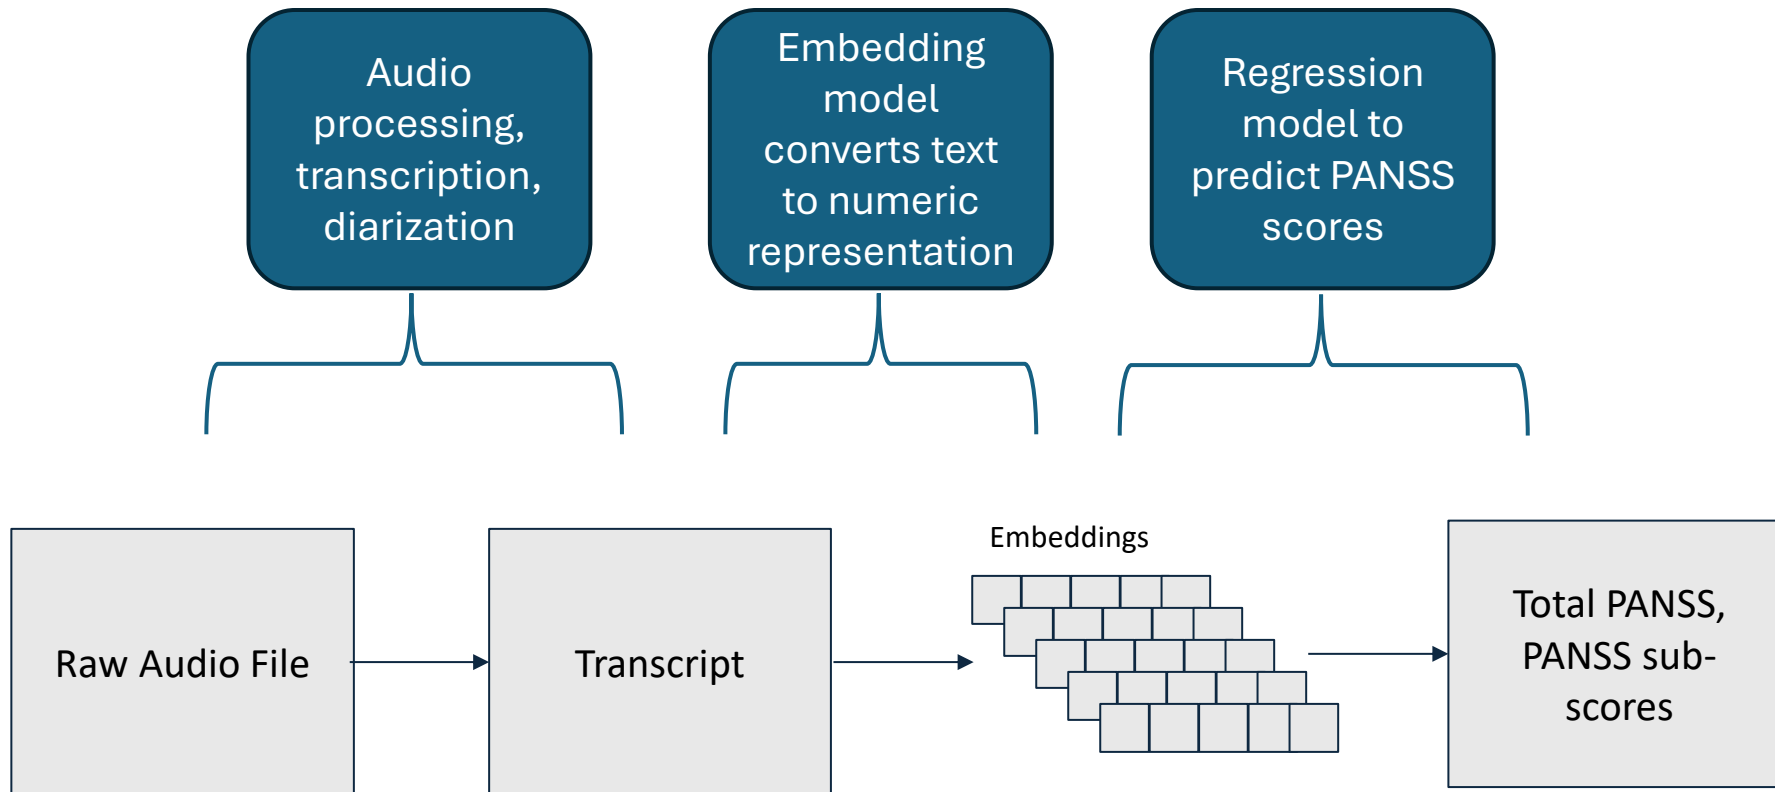 Audio
processing,
transcription,
diarization
Embedding
model
converts text
to numeric
representation
Regression
model to
predict PANSS
scores
Raw Audio File
Transcript
Embeddings
Total PANSS,
PANSS sub-
scores